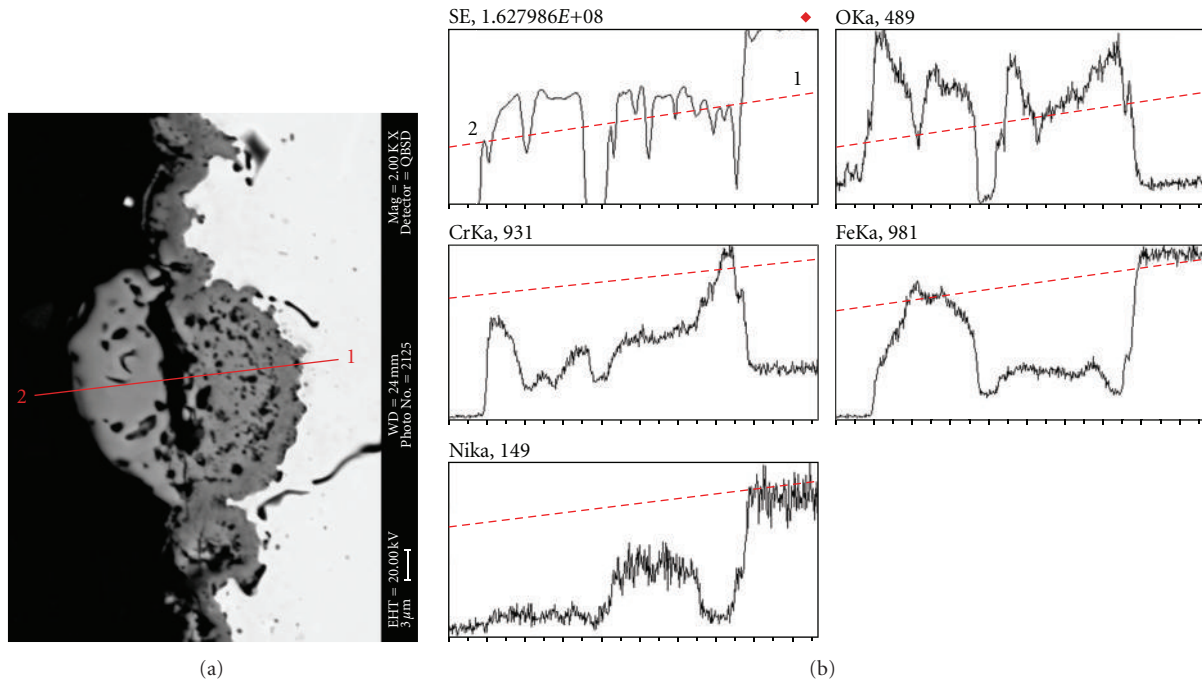 Mag = 2.00 K X
Detector = QBSD
WD = 24 mm
Photo No. = 2125
EHT = 20.00 kV
3 µm
1
2
(a)
SE, 1.627986E+08
1
2
OKa, 489
CrKa, 931
FeKa, 981
Nika, 149
(b)